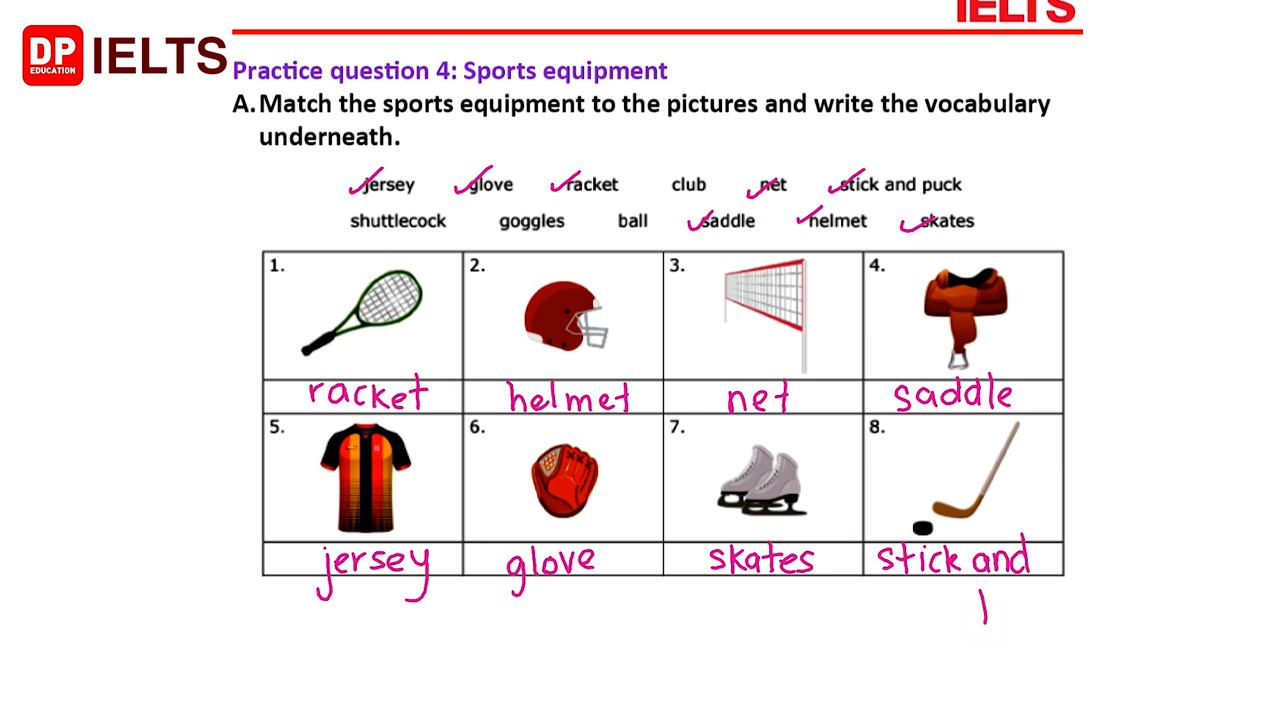 IELTS
DP IELTS
EDUCATION
Practice question 4: Sports equipment
A. Match the sports equipment to the pictures and write the vocabulary
underneath.
jersey glove racket club net stick and puck
shuttlecock goggles ball saddle helmet skates
1. 2. 3. 4.
racket helmet net saddle
5. 6. 7. 8.
jersey glove skates stick and